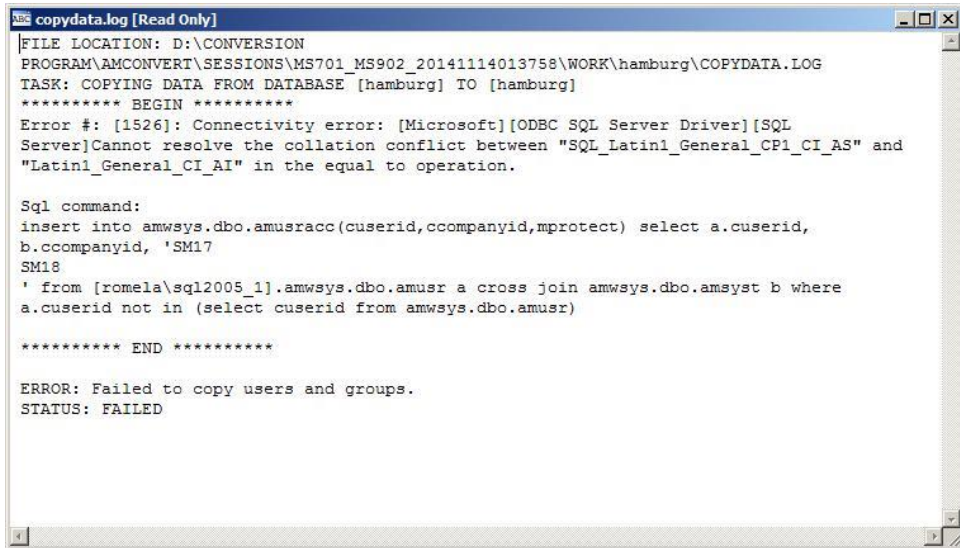 ABC copydata.log [Read Only]
FILE LOCATION: D:\CONVERSION
PROGRAM\AMCONVERT\SESSIONS\MS701_MS902_20141114013758\WORK\hamburg\COPYDATA.LOG
TASK: COPYING DATA FROM DATABASE [hamburg] TO [hamburg]
********** BEGIN **********
Error #: [1526]: Connectivity error: [Microsoft][ODBC SQL Server Driver][SQL
Server]Cannot resolve the collation conflict between "SQL_Latin1_General_CP1_CI_AS" and
"Latin1_General_CI_AI" in the equal to operation.
Sql command:
insert into amwsys.dbo.amusracc(cuserid,ccompanyid,mprotect) select a.cuserid,
b.ccompanyid, 'SM17
SM18
' from [romela\sql2005_1].amwsys.dbo.amusr a cross join amwsys.dbo.amsyst b where
a.cuserid not in (select cuserid from amwsys.dbo.amusr)
********** END **********
ERROR: Failed to copy users and groups.
STATUS: FAILED